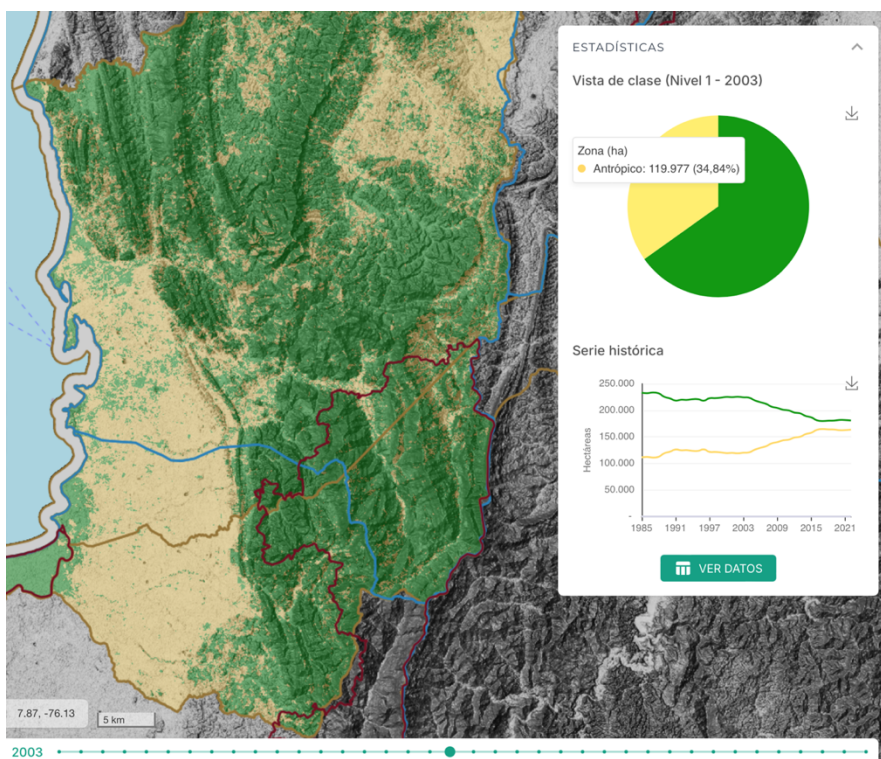 ESTADÍSTICAS
Vista de clase (Nivel 1 - 2003)
Zona (ha)
Antrópico: 119.977 (34,84%)
Serie histórica
250.000
200.000
150.000
100.000
50.000
-
Hectáreas
1985 1991 1997 2003 2009 2015 2021
VER DATOS
7.87, -76.13
5 km
2003